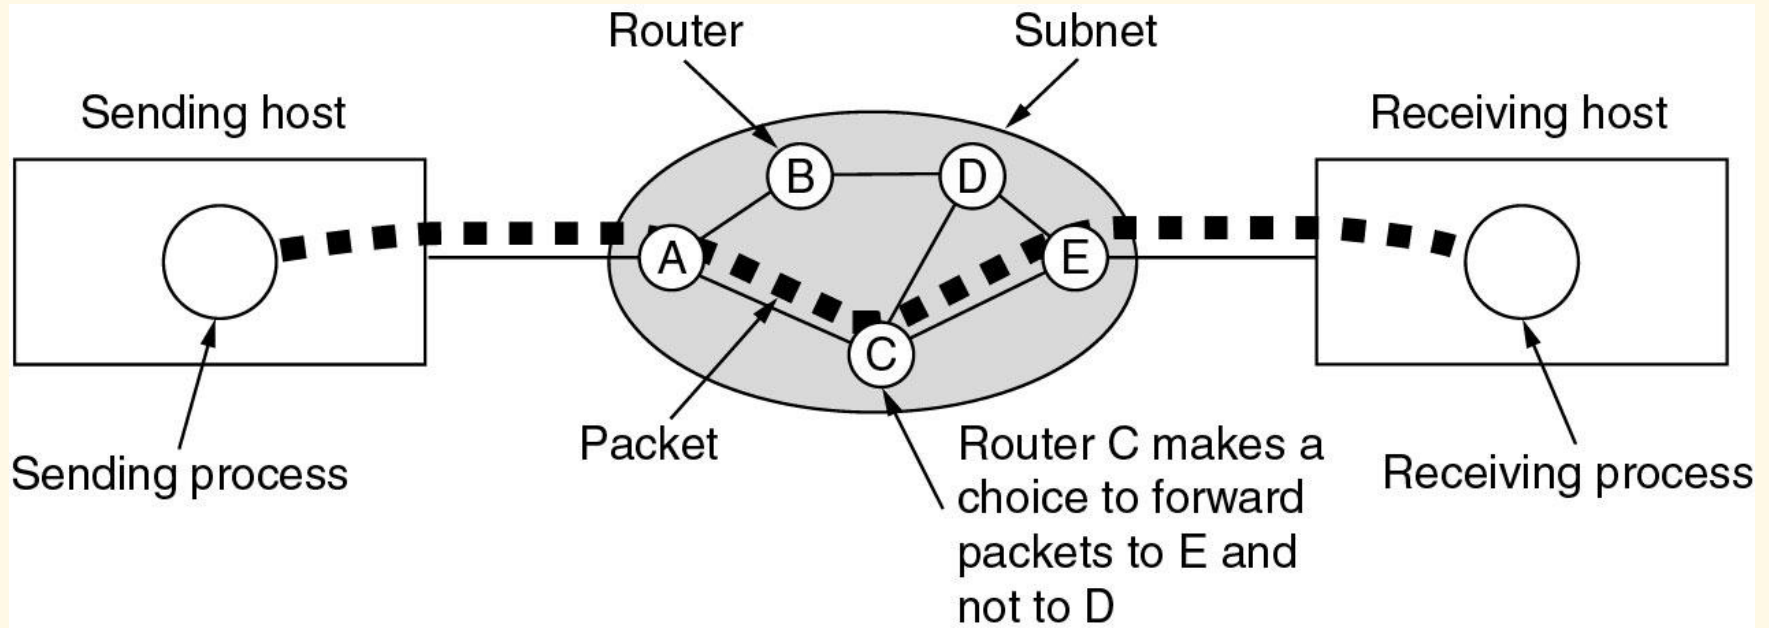 Router
Subnet
Sending host
Receiving host
B
D
A
E
C
Packet
Router C makes a
choice to forward
packets to E and
not to D
Sending process
Receiving process